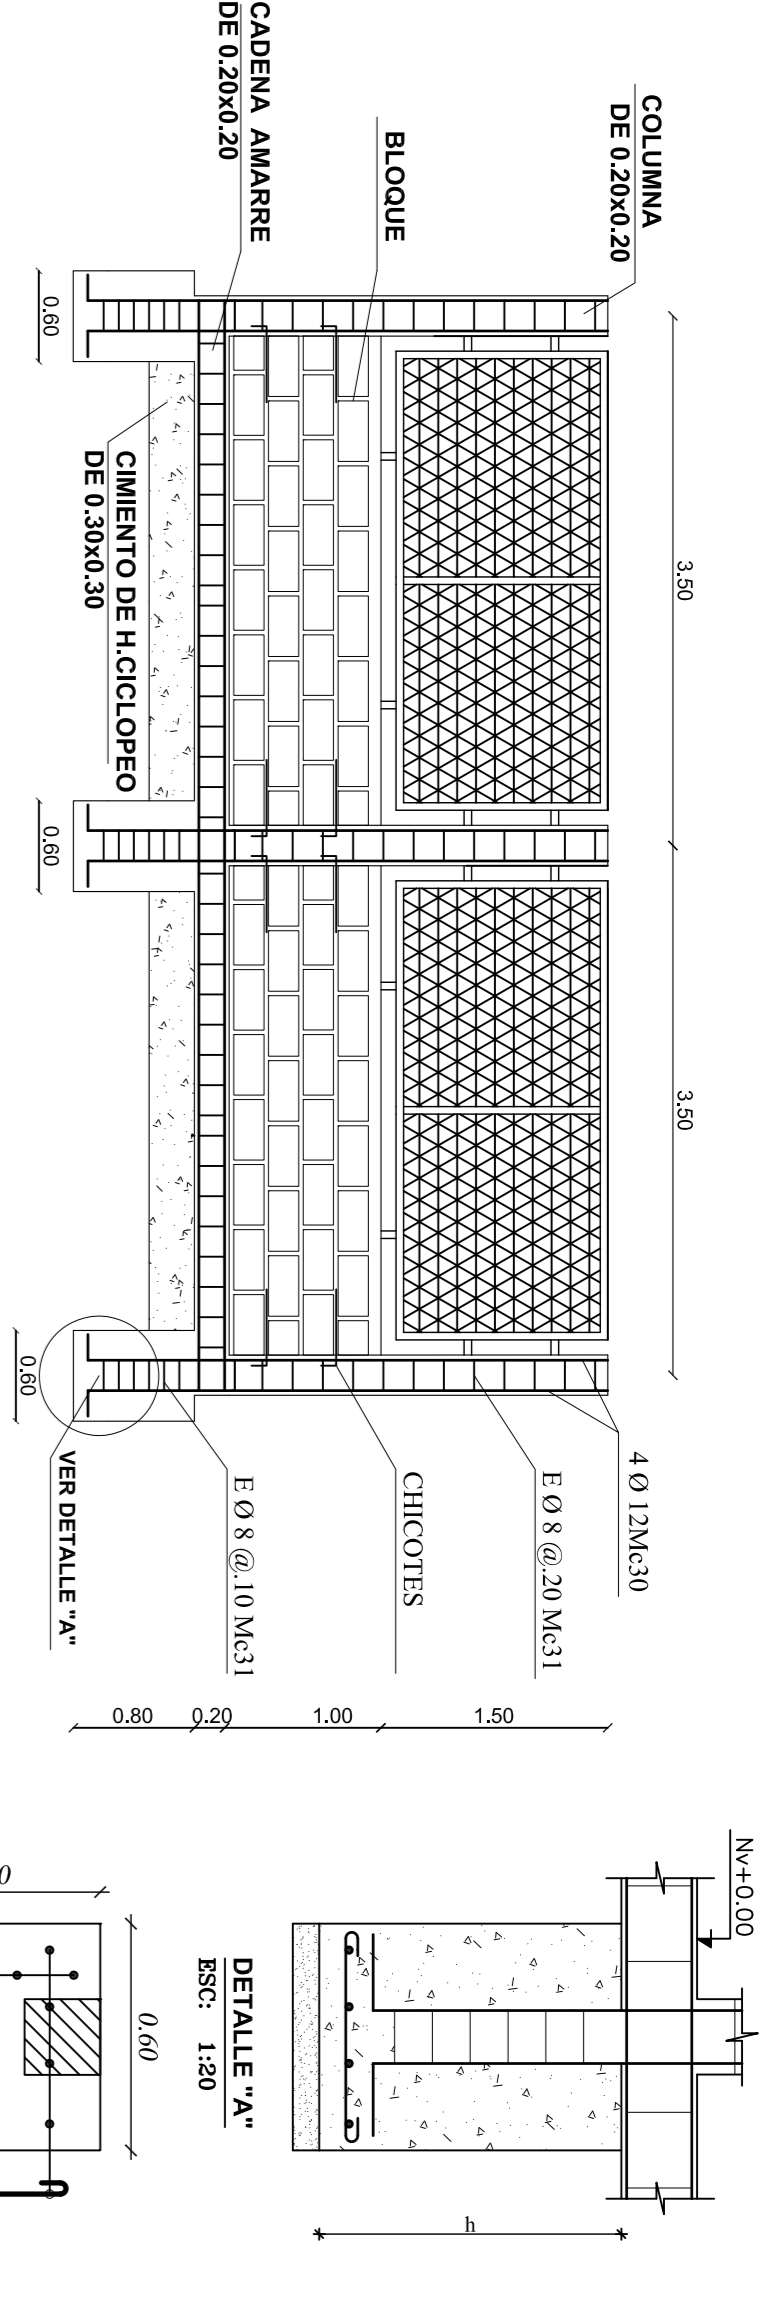 COLUMNA
DE 0.20x0.20
BLOQUE
CADENA AMARRE
DE 0.20x0.20
3.50
3.50
CIMIENTO DE H.CICLOPEO
DE 0.30x0.30
0.60
0.60
0.60
4 Ø 12Mc30
E Ø 8 @.20 Mc31
CHICOTES
E Ø 8 @.10 Mc31
VER DETALLE "A"
1.50
1.00
0.20
0.80
Nv+0.00
h
DETALLE "A"
ESC: 1:20
0.60